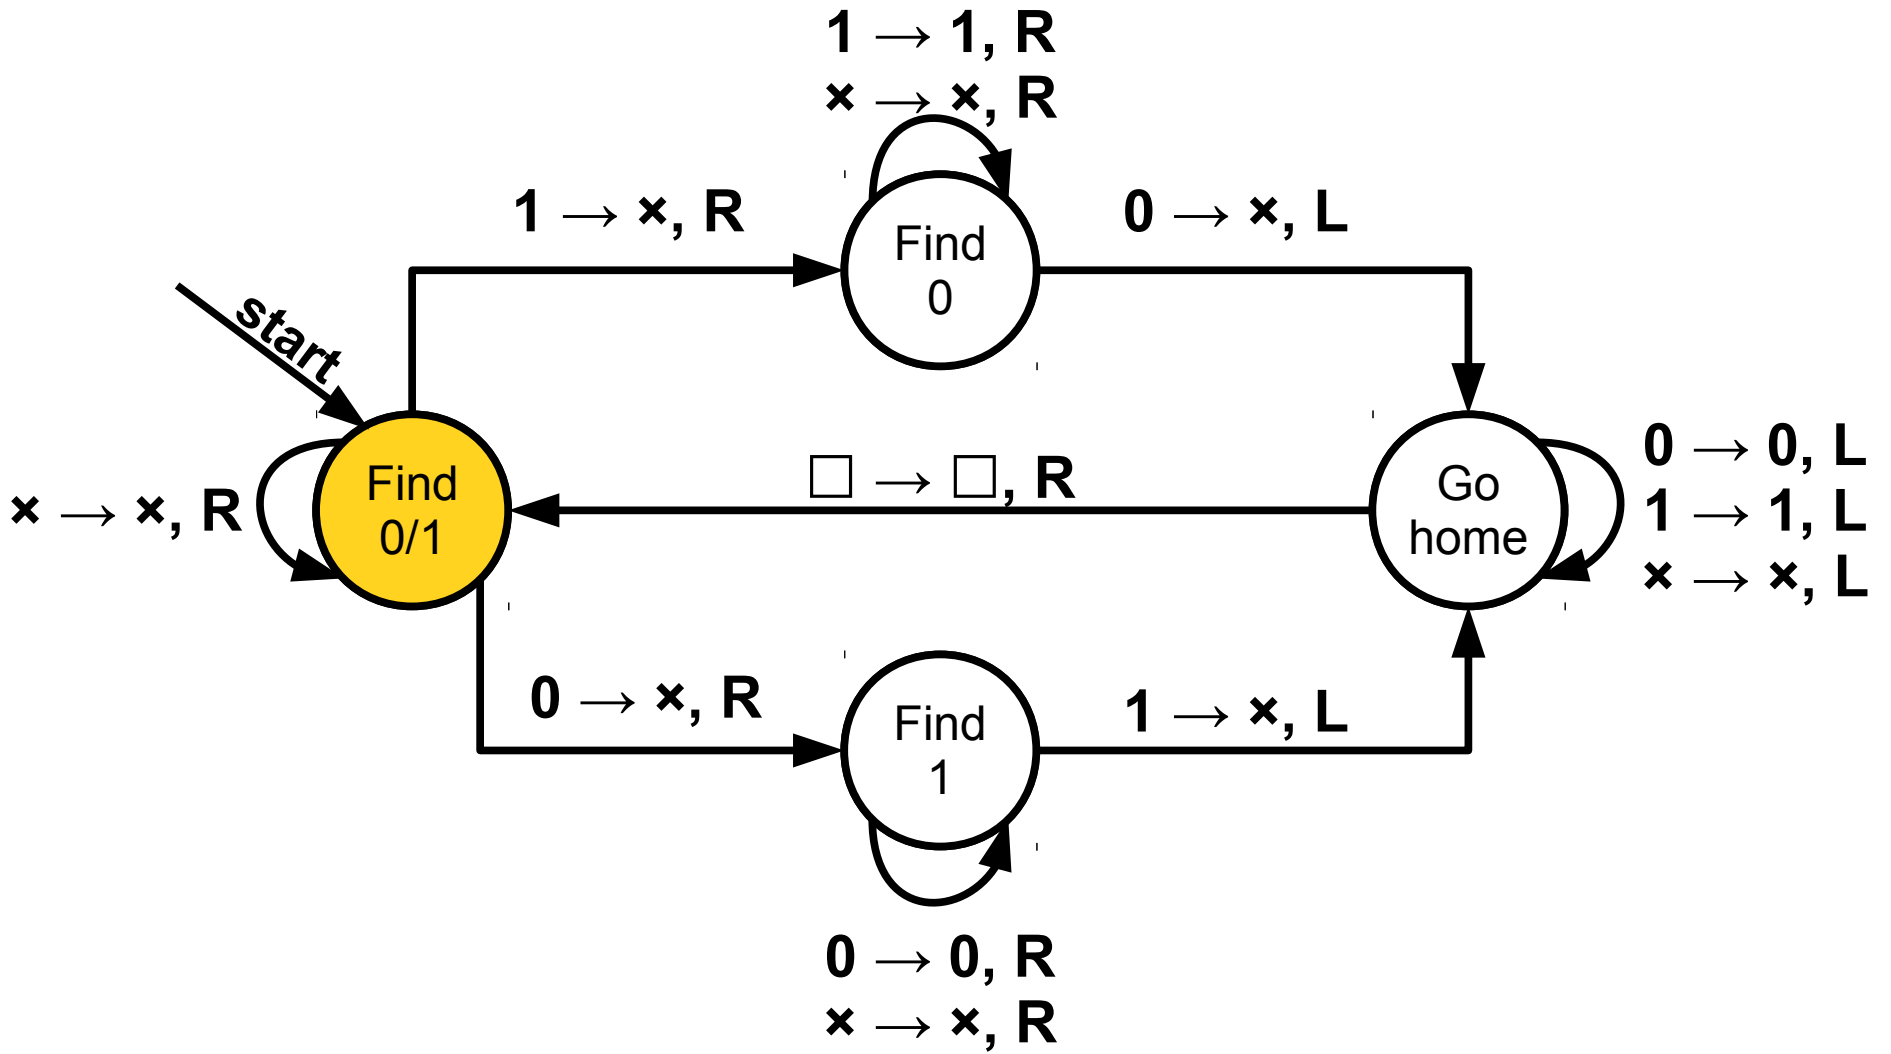 1 → 1, R
× → ×, R
1 → ×, R
0 → ×, L
Find
0
start
Find
0/1
× → ×, R
□ → □, R
Go
home
0 → 0, L
1 → 1, L
× → ×, L
0 → ×, R
1 → ×, L
Find
1
0 → 0, R
× → ×, R